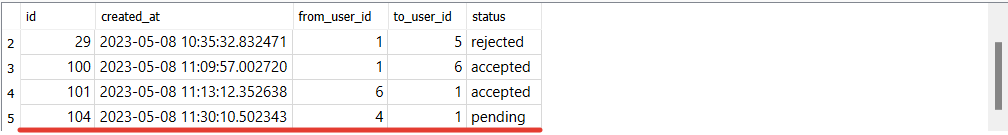 id created_at from_user_id to_user_id status
2 29 2023-05-08 10:35:32.832471 1 5 rejected
3 100 2023-05-08 11:09:57.002720 1 6 accepted
4 101 2023-05-08 11:13:12.352638 6 1 accepted
5 104 2023-05-08 11:30:10.502343 4 1 pending